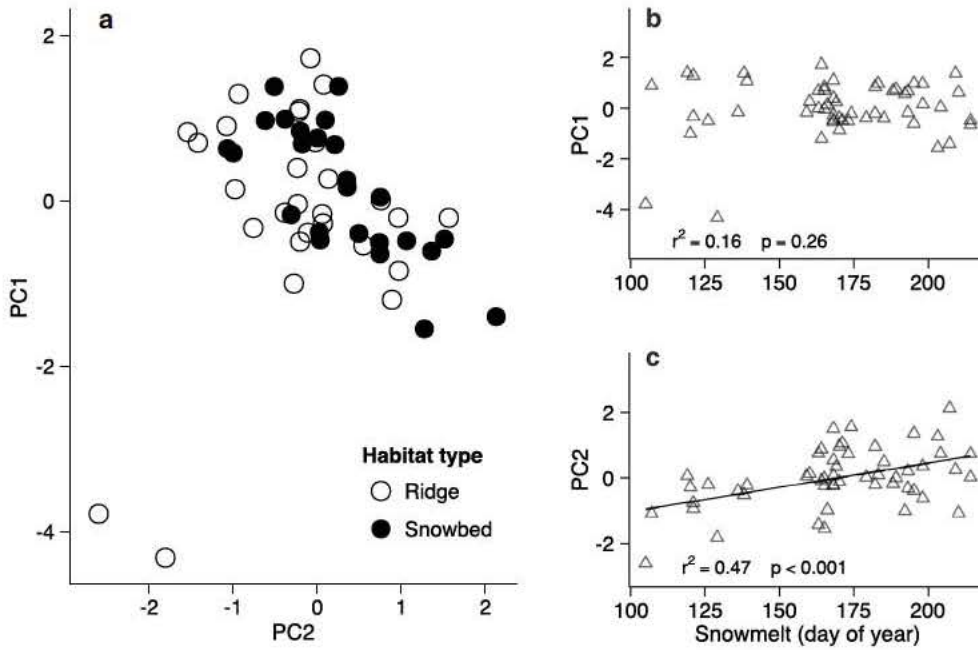 a
2
0
-2
-4
PC1
-2
-1
0
1
2
PC2
Habitat type
Ridge
Snowbed
b
2
0
-2
-4
PC1
r² = 0.16 p = 0.26
100 125 150 175 200
c
2
0
-2
PC2
r² = 0.47 p < 0.001
100 125 150 175 200
Snowmelt (day of year)